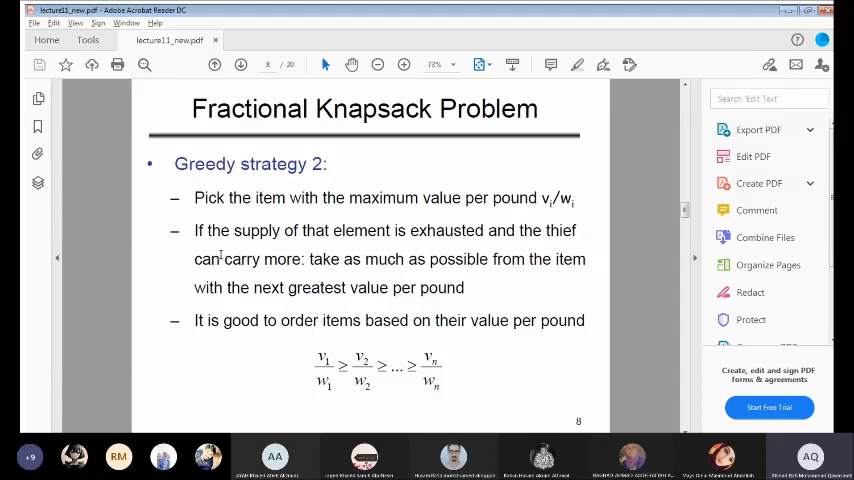 lecture11_new.pdf - Adobe Acrobat Reader DC
File Edit View Sign Window Help
Home Tools lecture11_new.pdf ×
8 / 20 73%
Fractional Knapsack Problem
• Greedy strategy 2:
– Pick the item with the maximum value per pound vi/wi
– If the supply of that element is exhausted and the thief
can carry more: take as much as possible from the item
with the next greatest value per pound
– It is good to order items based on their value per pound
v1/w1 ≥ v2/w2 ≥ ... ≥ vn/wn
8
Search 'Edit Text'
Export PDF
Edit PDF
Create PDF
Comment
Combine Files
Organize Pages
Redact
Protect
Create, edit and sign PDF
forms & agreements
Start Free Trial
+9 RM AA AQ